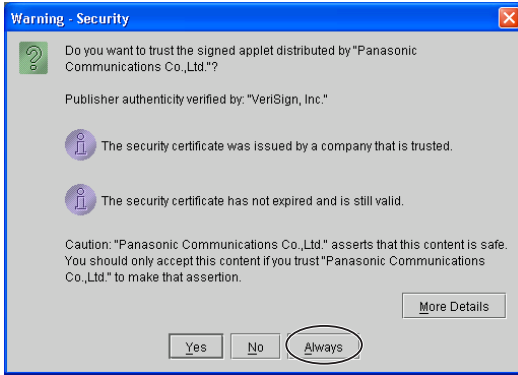 Warning - Security
Do you want to trust the signed applet distributed by "Panasonic
Communications Co.,Ltd."?
Publisher authenticity verified by: "VeriSign, Inc."
The security certificate was issued by a company that is trusted.
The security certificate has not expired and is still valid.
Caution: "Panasonic Communications Co.,Ltd." asserts that this content is safe.
You should only accept this content if you trust "Panasonic Communications
Co.,Ltd." to make that assertion.
More Details
Yes No Always